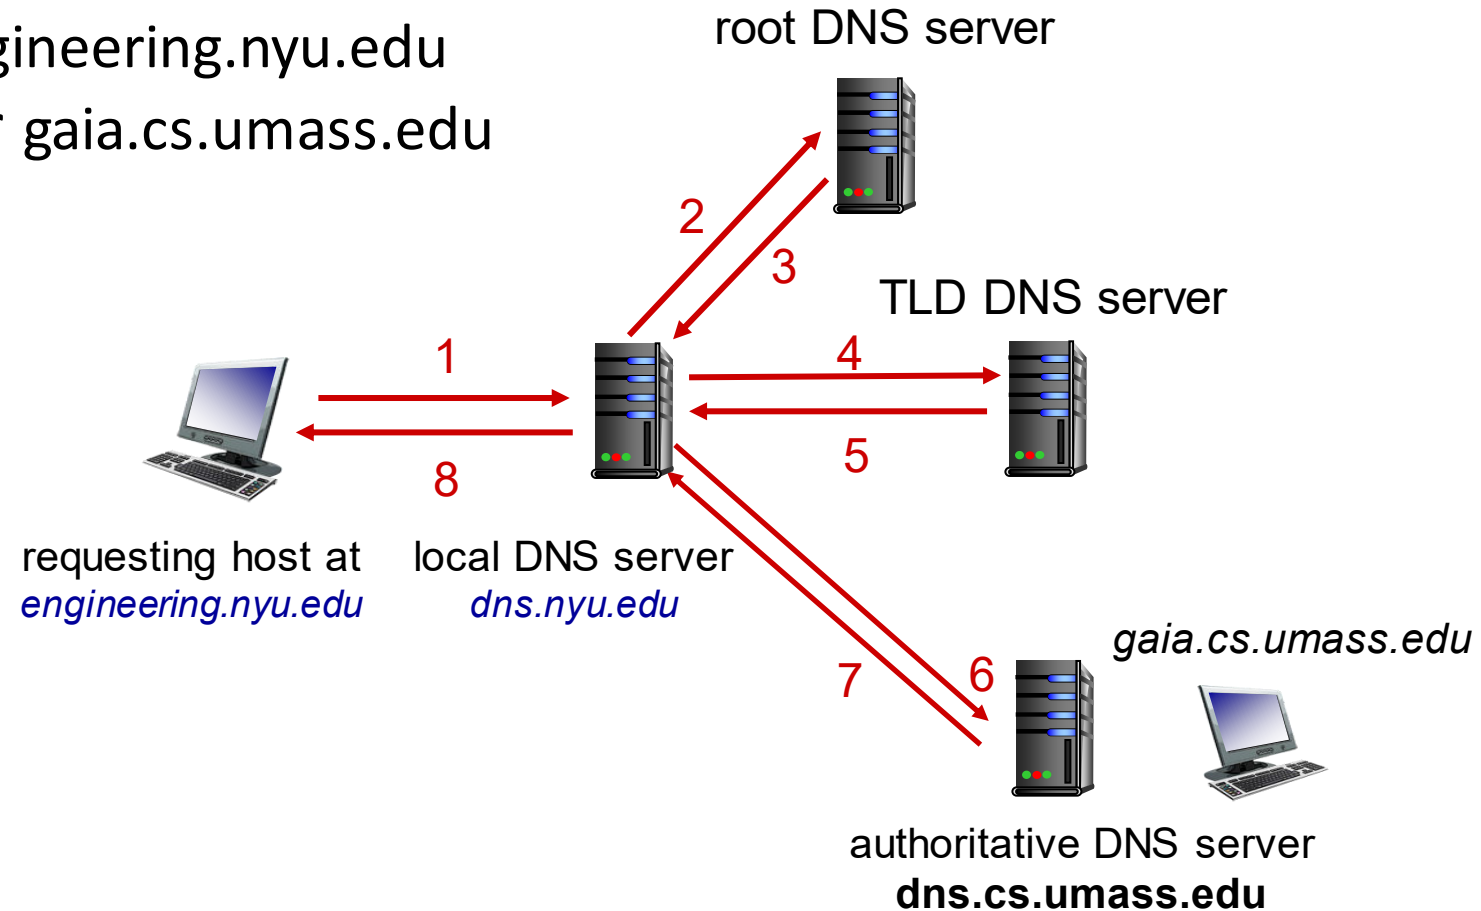 gineering.nyu.edu
gaia.cs.umass.edu
root DNS server
2
3
TLD DNS server
1
4
8
5
requesting host at
engineering.nyu.edu
local DNS server
dns.nyu.edu
gaia.cs.umass.edu
7
6
authoritative DNS server
dns.cs.umass.edu